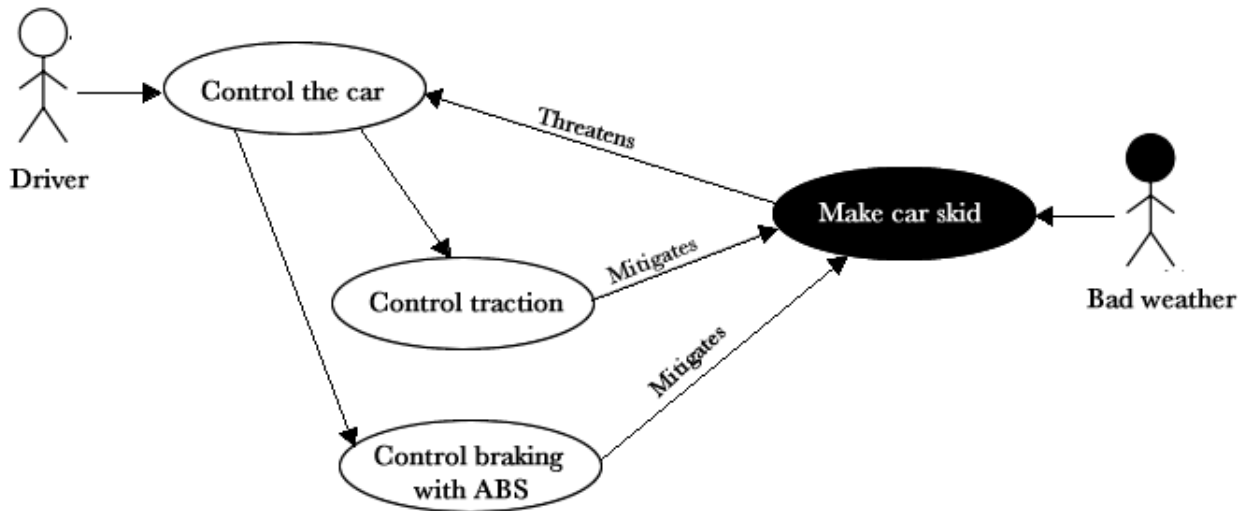 Control the car
Threatens
Driver
Make car skid
Mitigates
Control traction
Bad weather
Mitigates
Control braking
with ABS